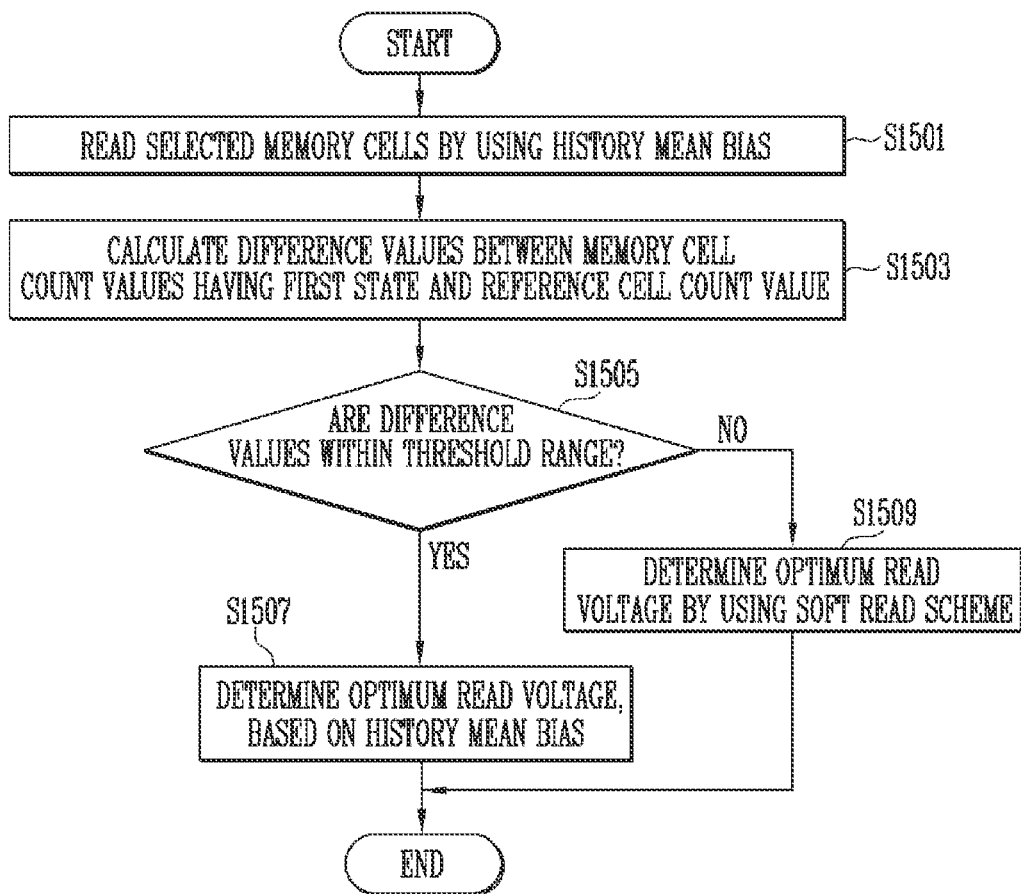 START
READ SELECTED MEMORY CELLS BY USING HISTORY MEAN BIAS
S1501
CALCULATE DIFFERENCE VALUES BETWEEN MEMORY CELL
COUNT VALUES HAVING FIRST STATE AND REFERENCE CELL COUNT VALUE
S1503
S1505
ARE DIFFERENCE
VALUES WITHIN THRESHOLD RANGE?
NO
YES
S1509
DETERMINE OPTIMUM READ
VOLTAGE BY USING SOFT READ SCHEME
S1507
DETERMINE OPTIMUM READ VOLTAGE,
BASED ON HISTORY MEAN BIAS
END